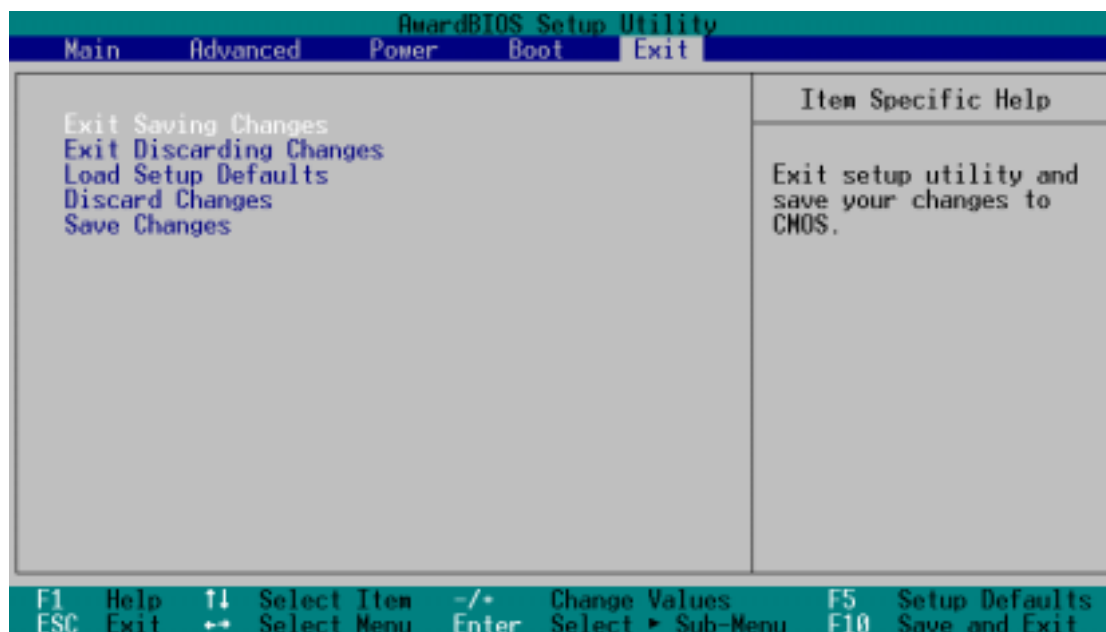 AwardBIOS Setup Utility
Main Advanced Power Boot Exit
Exit Saving Changes
Exit Discarding Changes
Load Setup Defaults
Discard Changes
Save Changes
Item Specific Help
Exit setup utility and
save your changes to
CMOS.
F1 Help ↑↓ Select Item -/+ Change Values F5 Setup Defaults
ESC Exit ←→ Select Menu Enter Select ► Sub-Menu F10 Save and Exit